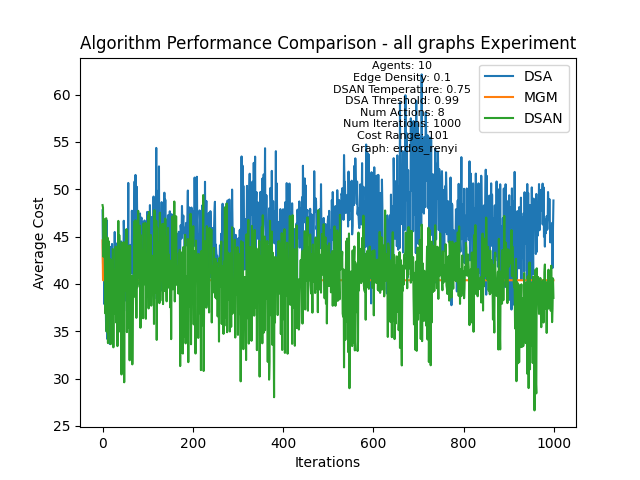 Algorithm Performance Comparison - all graphs Experiment
Agents: 10
Edge Density: 0.1
DSAN Temperature: 0.75
DSA Threshold: 0.99
Num Actions: 8
Num Iterations: 1000
Cost Range: 101
Graph: erdos_renyi
DSA
MGM
DSAN
Average Cost
60
55
50
45
40
35
30
25
0
200
400
600
800
1000
Iterations